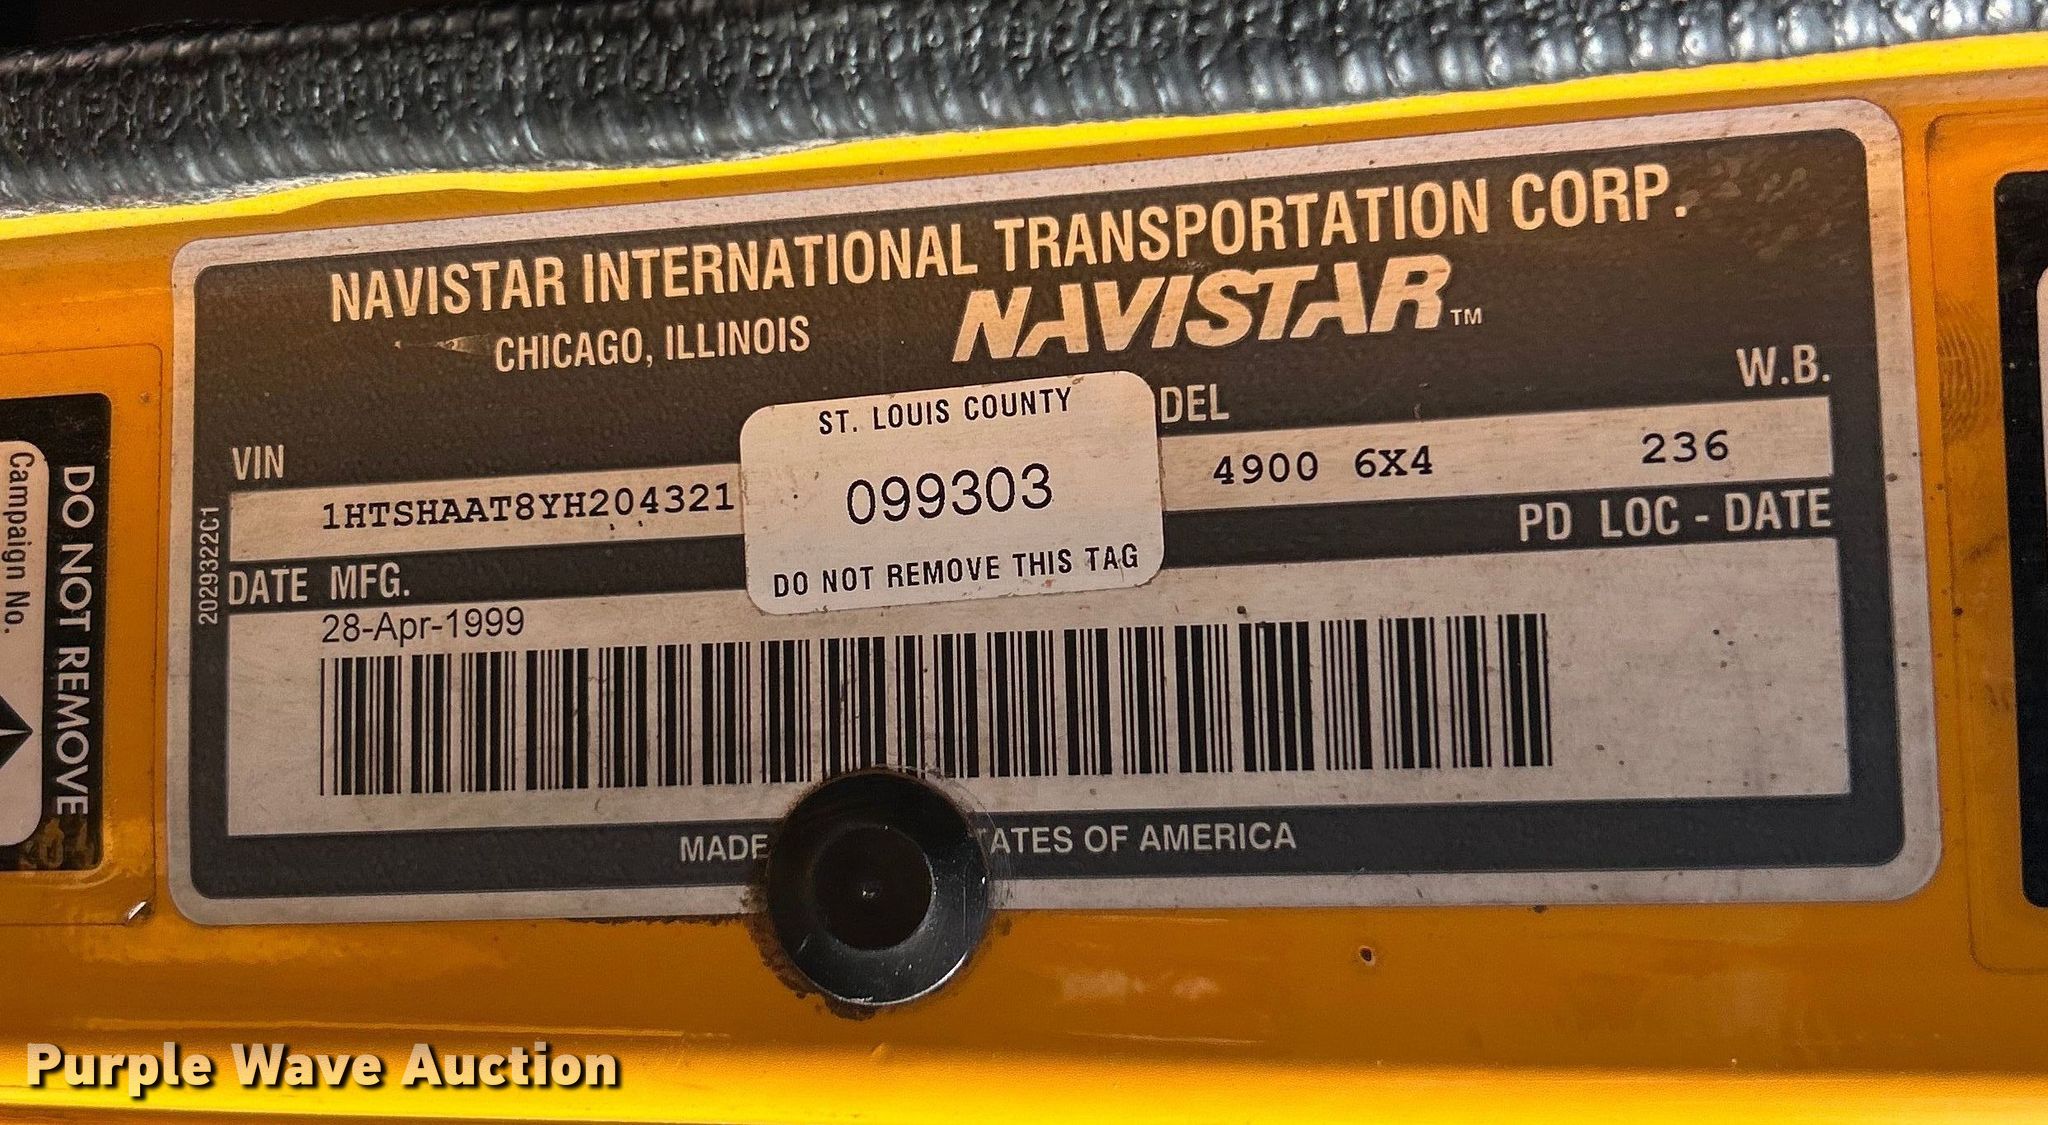 NAVISTAR INTERNATIONAL TRANSPORTATION CORP.
CHICAGO, ILLINOIS
NAVISTAR™
VIN
DEL
W.B.
1HTSHAAT8YH204321
4900 6X4
236
ST. LOUIS COUNTY
099303
DO NOT REMOVE THIS TAG
PD LOC - DATE
DATE MFG.
28-Apr-1999
2029322C1
MADE
TATES OF AMERICA
DO NOT REMOVE
Campaign No.
Purple Wave Auction